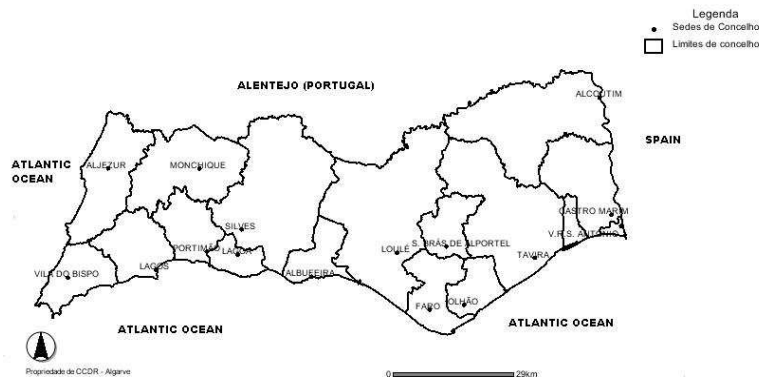 Legenda
Sedes de Concelho
Limites de concelho
ALENTEJO (PORTUGAL)
ALCOUTIM
SPAIN
ATLANTIC
OCEAN
ALJEZUR
MONCHIQUE
CASTRO MARIM
SILVES
V.R.S. ANTÓNIO
PORTIMÃO
LAGOA
LOULÉ
S. BRÁS DE ALPORTEL
TAVIRA
VILA DO BISPO
LAGOS
ALBUFEIRA
FARO
OLHÃO
ATLANTIC OCEAN
ATLANTIC OCEAN
Propriedade de CCDR - Algarve
0 29km